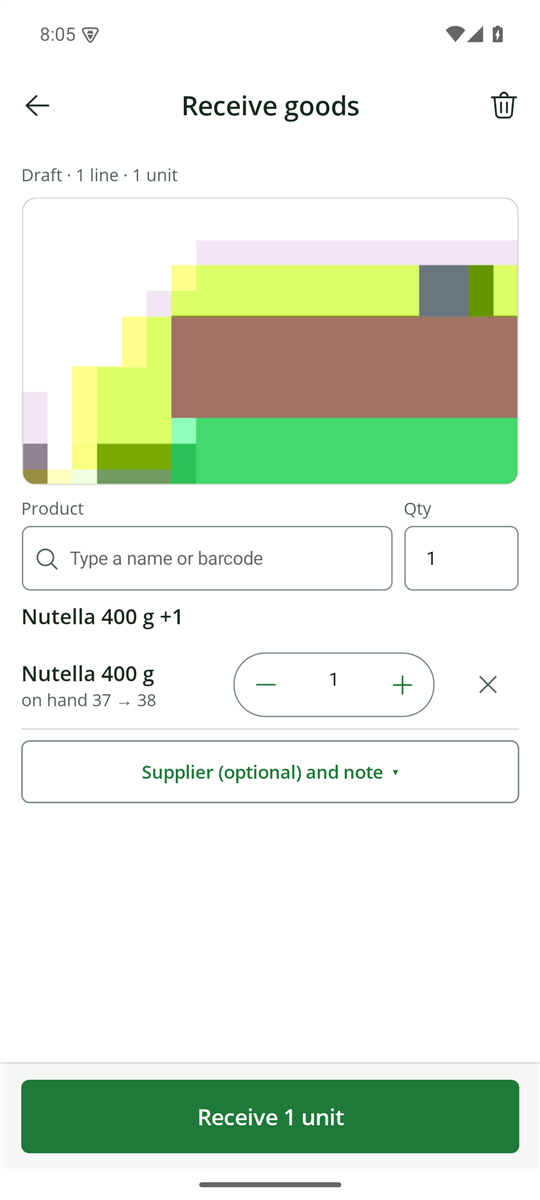 8:05
Receive goods
Draft · 1 line · 1 unit
Product
Qty
Type a name or barcode
1
Nutella 400 g +1
Nutella 400 g
on hand 37 → 38
1
Supplier (optional) and note ▾
Receive 1 unit